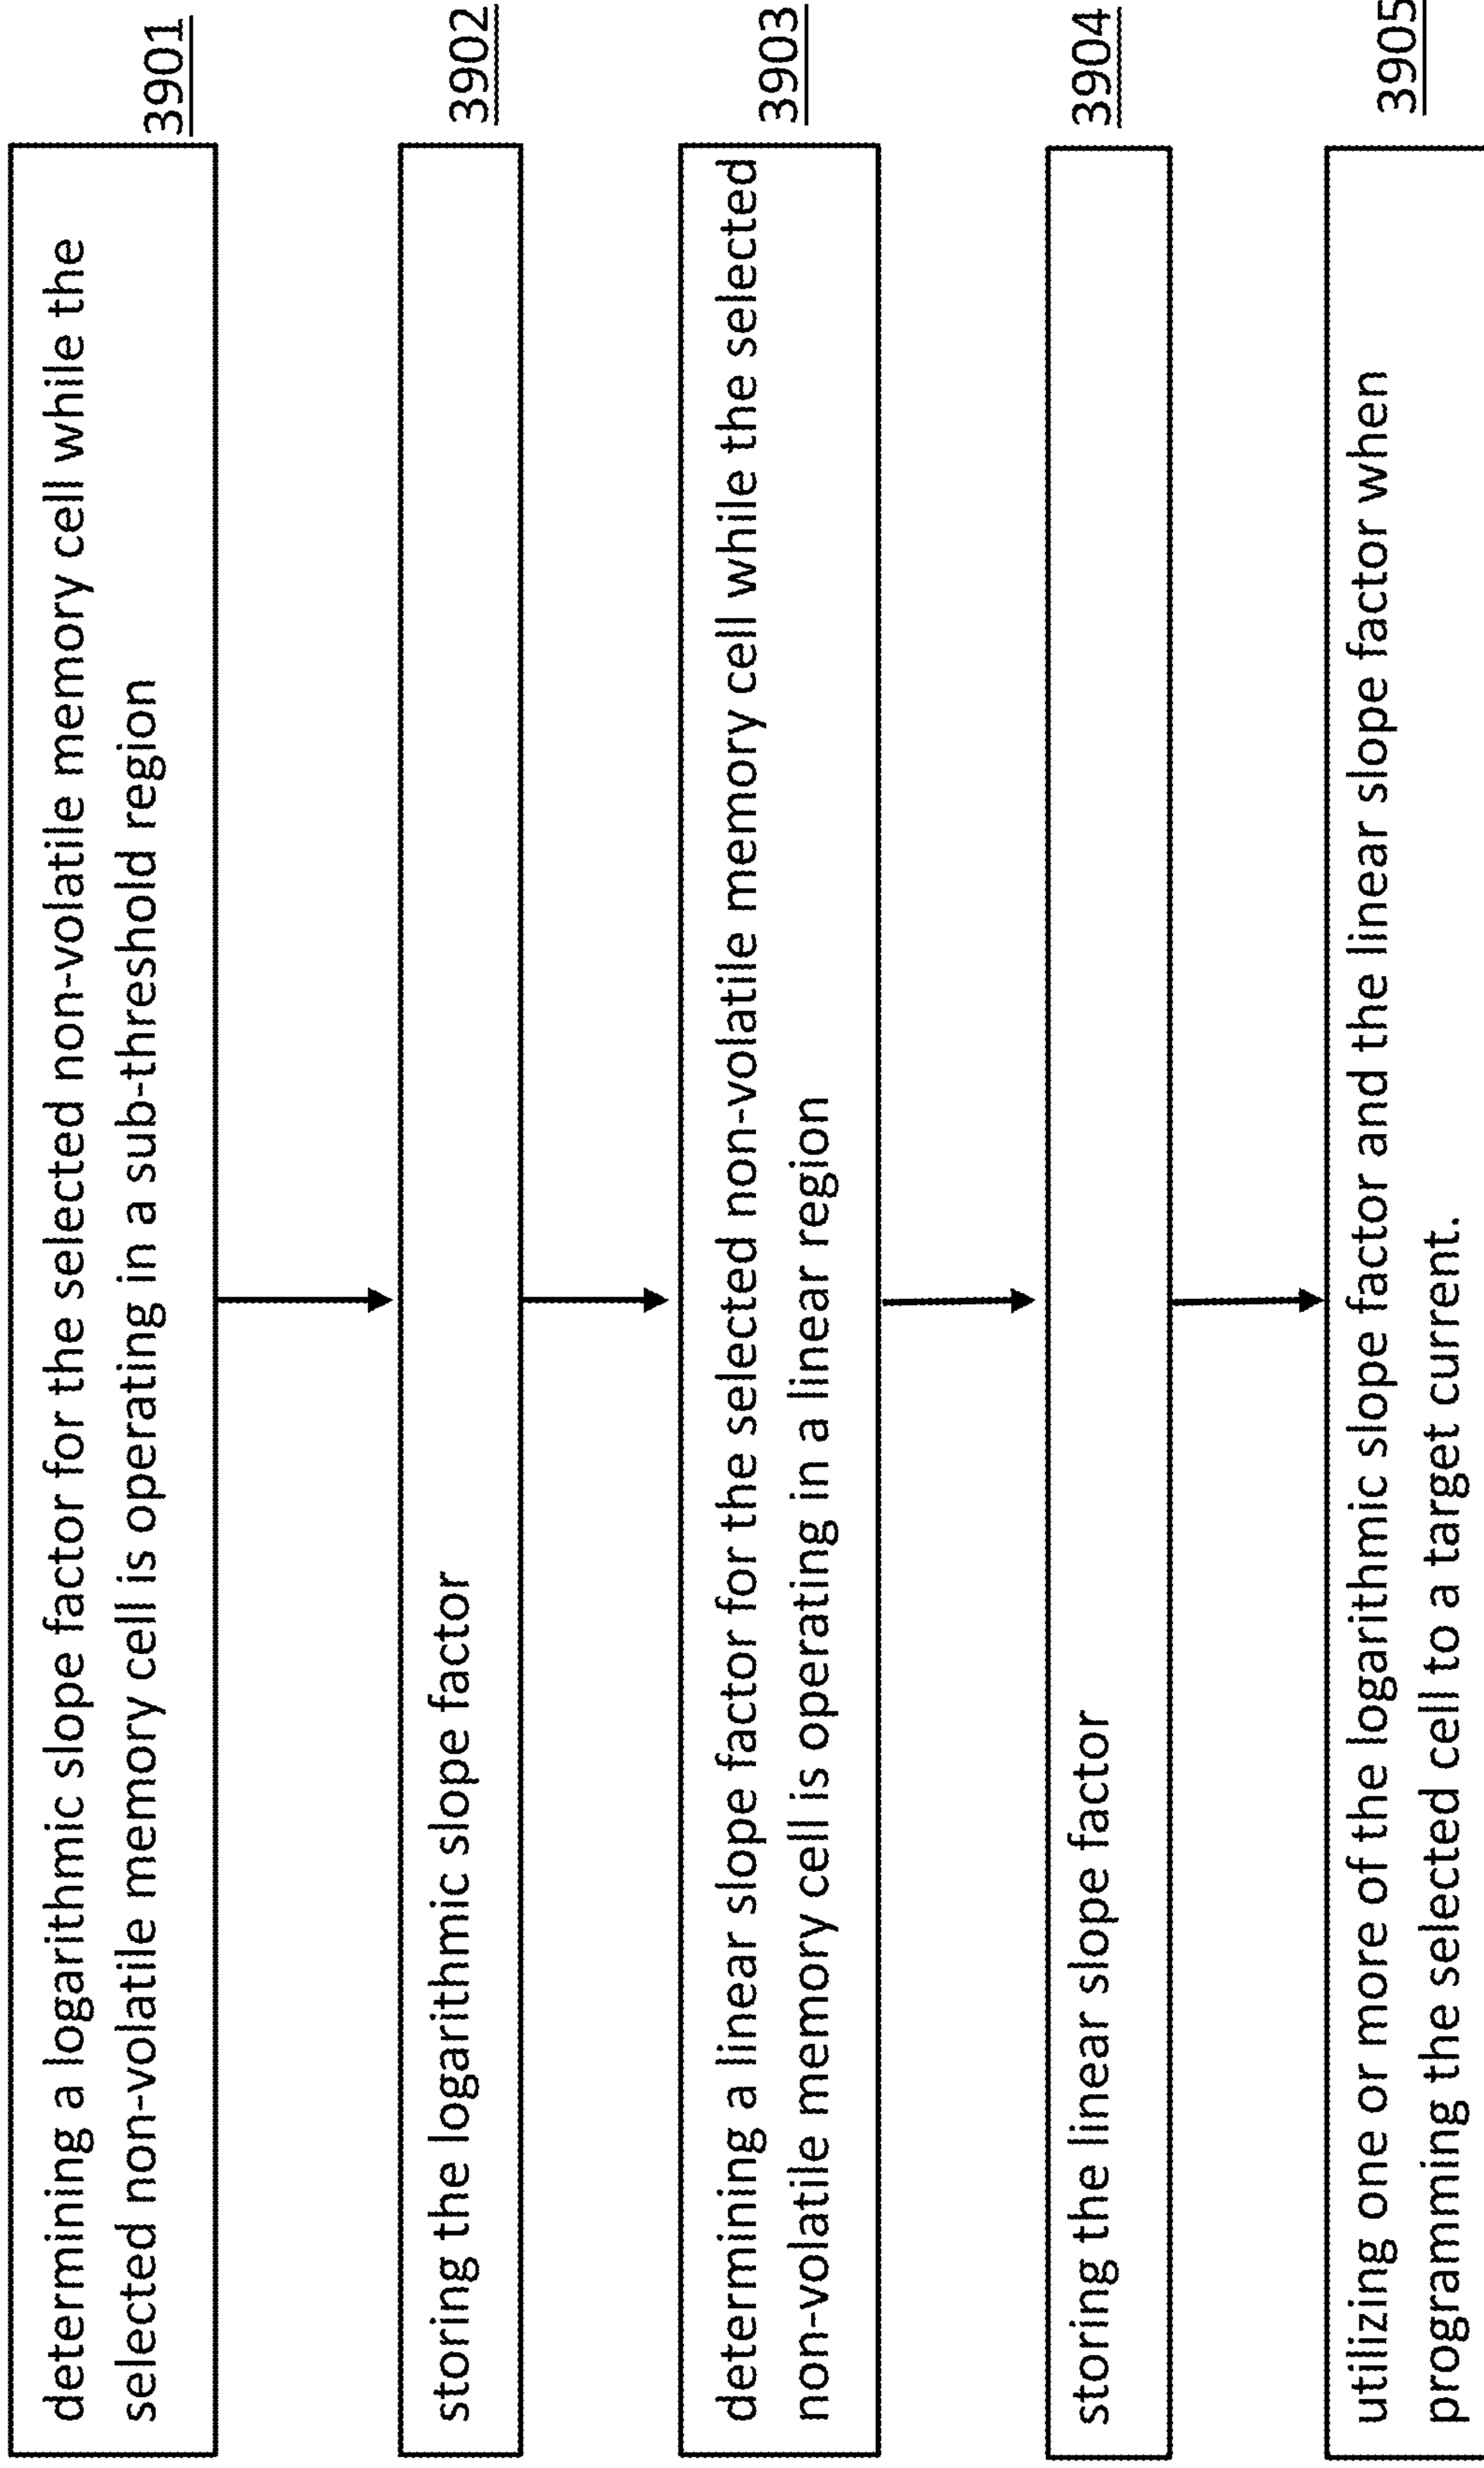 determining a logarithmic slope factor for the selected non-volatile memory cell while the
selected non-volatile memory cell is operating in a sub-threshold region
3901
storing the logarithmic slope factor
3902
determining a linear slope factor for the selected non-volatile memory cell while the selected
non-volatile memory cell is operating in a linear region
3903
storing the linear slope factor
3904
utilizing one or more of the logarithmic slope factor and the linear slope factor when
programming the selected cell to a target current.
3905